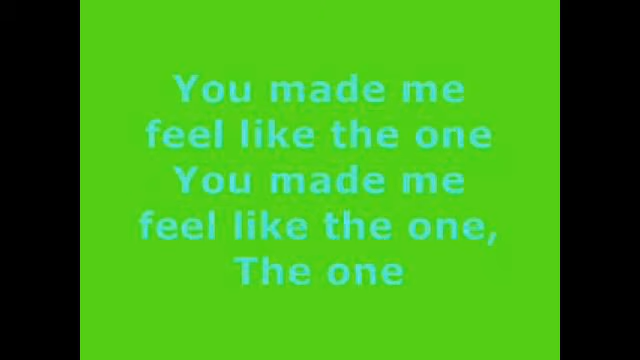 You made me
feel like the one
You made me
feel like the one,
The one